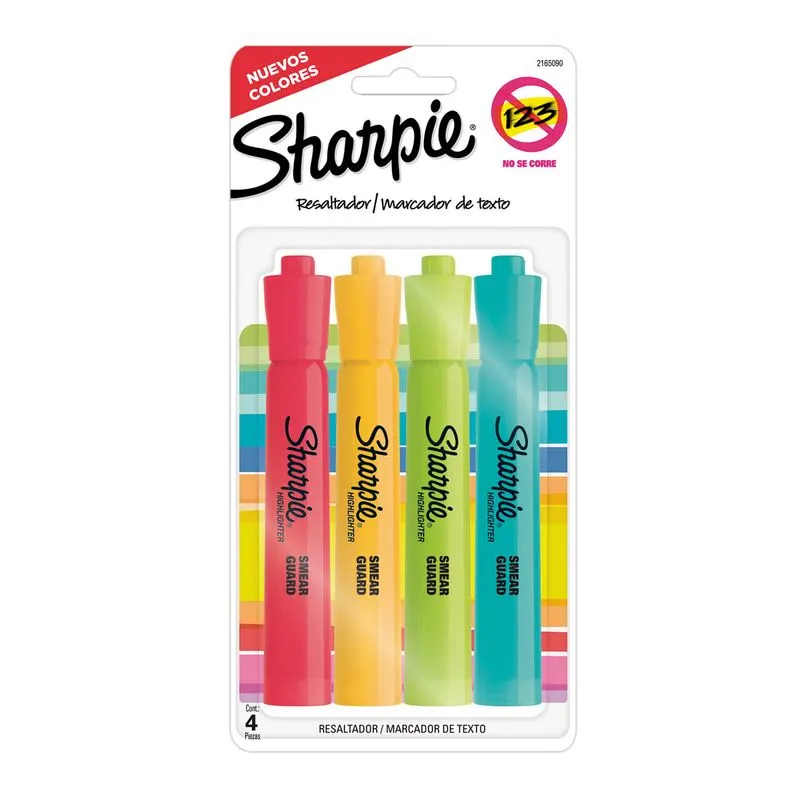 NUEVOS
COLORES
2165090
Sharpie®
123
NO SE CORRE
Resaltador/Marcador de texto
Sharpie®
HIGHLIGHTER
SMEAR
GUARD
Sharpie®
HIGHLIGHTER
SMEAR
GUARD
Sharpie®
HIGHLIGHTER
SMEAR
GUARD
Sharpie®
HIGHLIGHTER
SMEAR
GUARD
Cont.:
4
Piezas
RESALTADOR / MARCADOR DE TEXTO